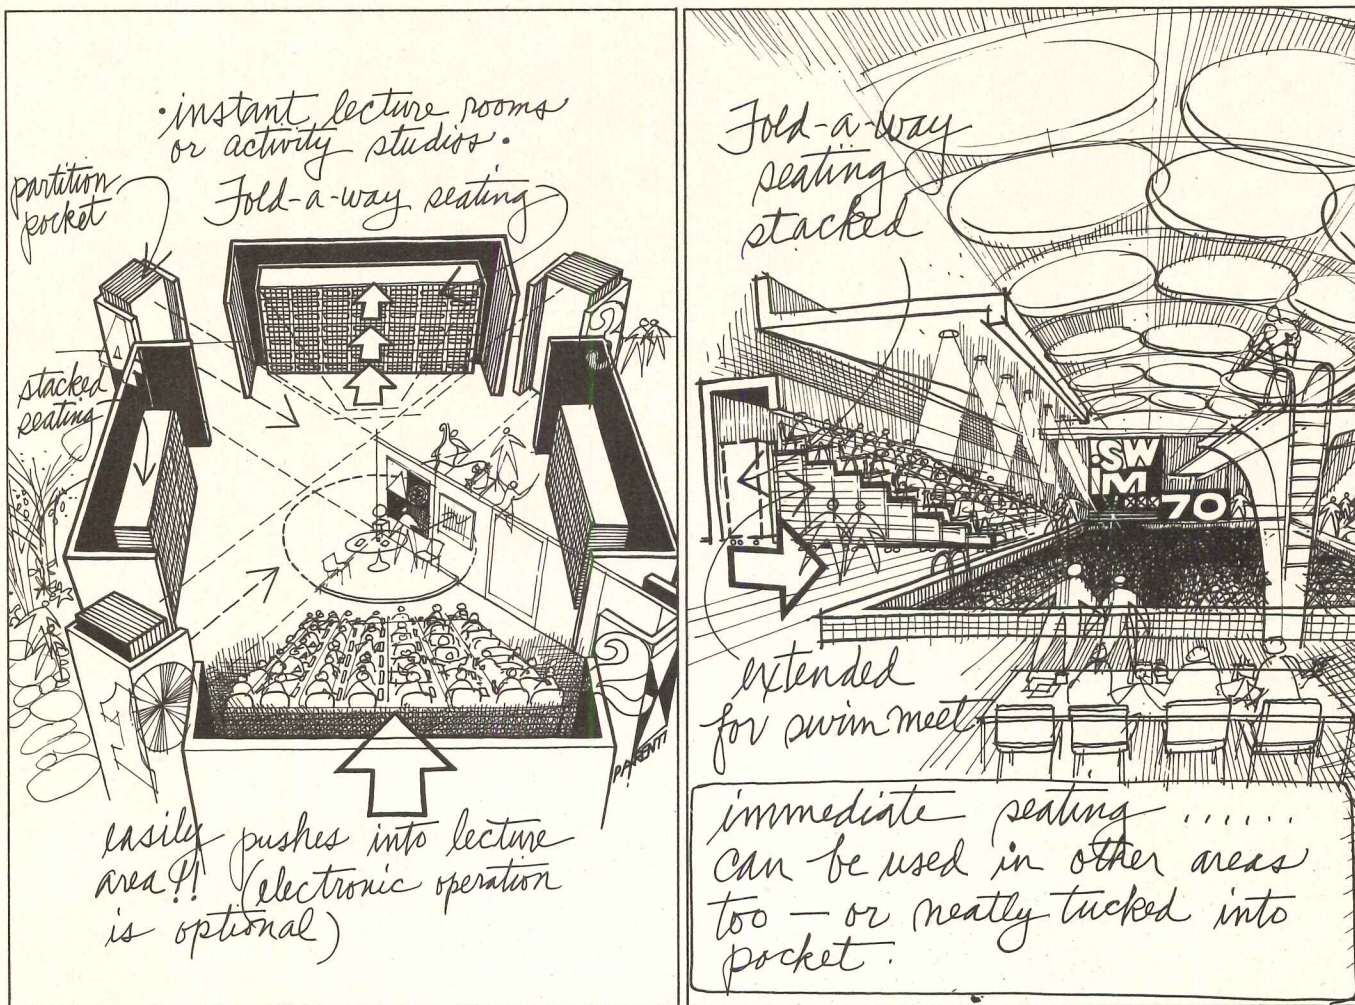 • instant lecture rooms
or activity studios •
partition
pocket
Fold-a-way seating
stacked
seating
PARENTI
easily pushes into lecture
area!! (electronic operation
is optional)
Fold-a-way
seating
stacked
SW
IM
70
extended
for swim meet
immediate seating ......
can be used in other areas
too — or neatly tucked into
pocket.